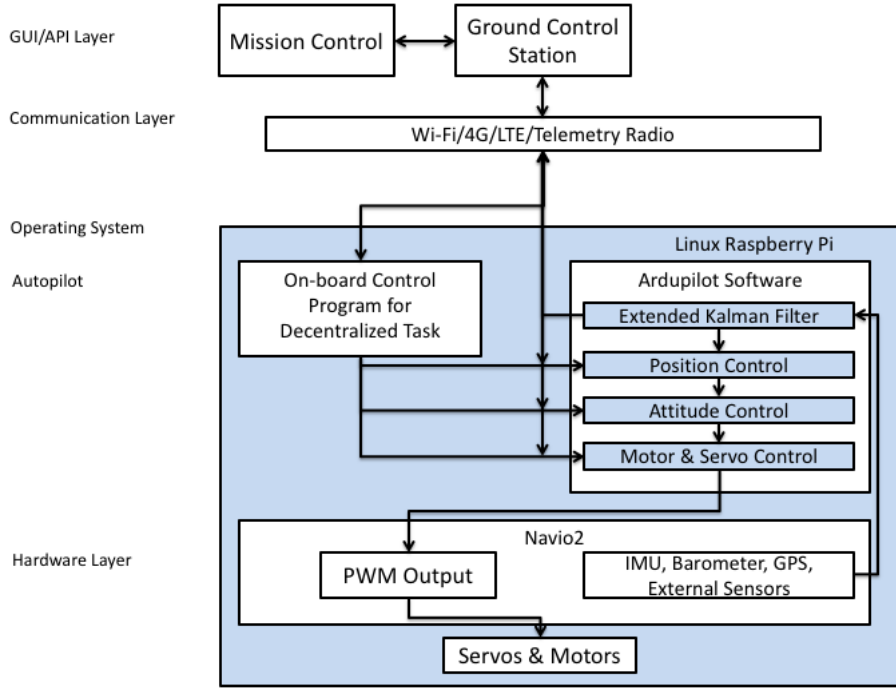 GUI/API Layer
Mission Control
Ground Control
Station
Communication Layer
Wi-Fi/4G/LTE/Telemetry Radio
Operating System
Linux Raspberry Pi
Autopilot
On-board Control
Program for
Decentralized Task
Ardupilot Software
Extended Kalman Filter
Position Control
Attitude Control
Motor & Servo Control
Hardware Layer
Navio2
PWM Output
IMU, Barometer, GPS,
External Sensors
Servos & Motors